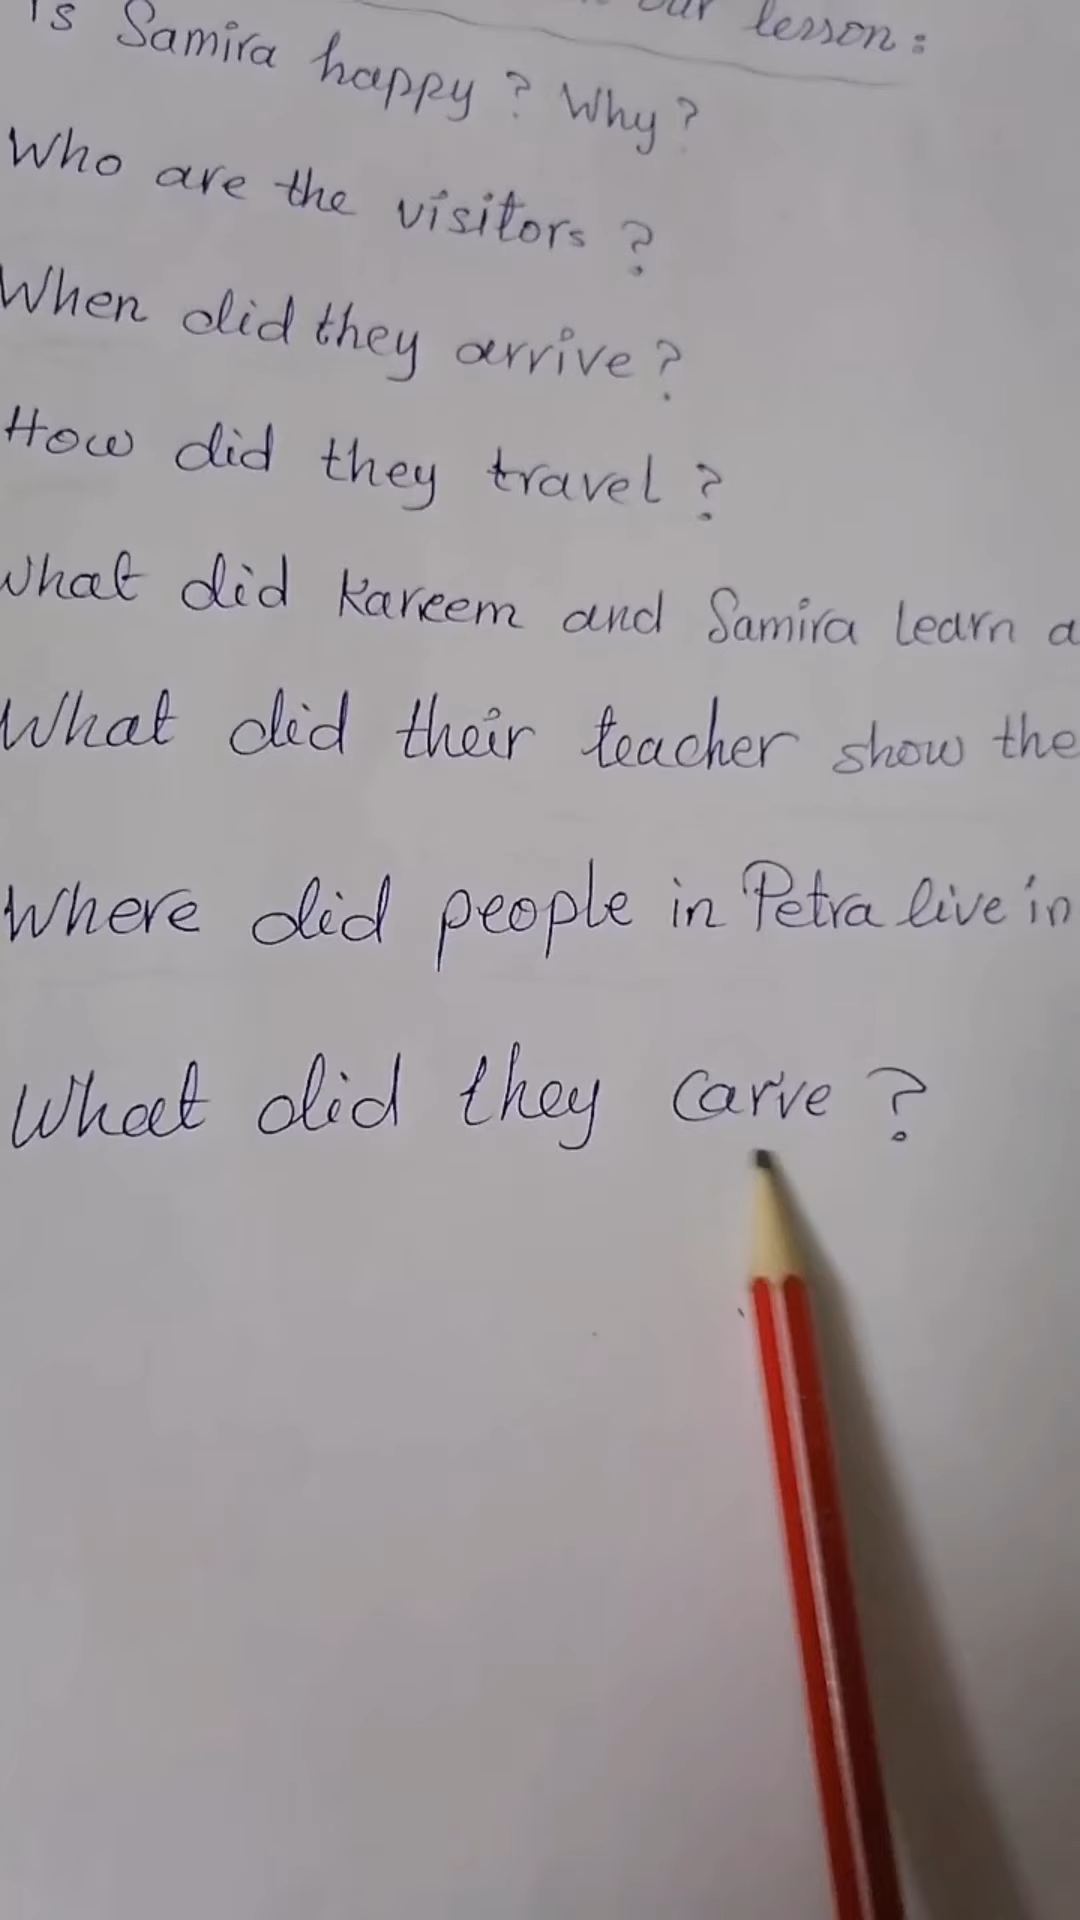 our lesson:
Is Samira happy? Why?
Who are the visitors?
When did they arrive?
How did they travel?
What did Kareem and Samira learn a
What did their teacher show the
Where did people in Petra live in
What did they carve?